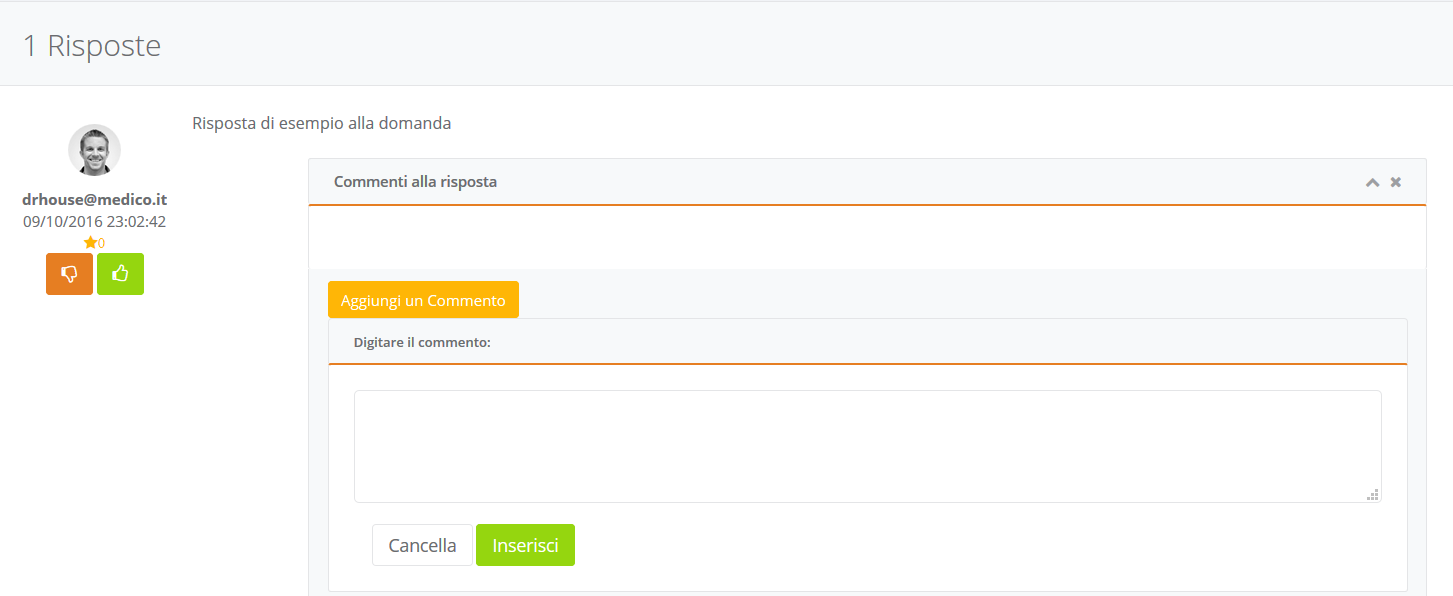 1 Risposte
Risposta di esempio alla domanda
drhouse@medico.it
09/10/2016 23:02:42
0
Commenti alla risposta
Aggiungi un Commento
Digitare il commento:
Cancella
Inserisci